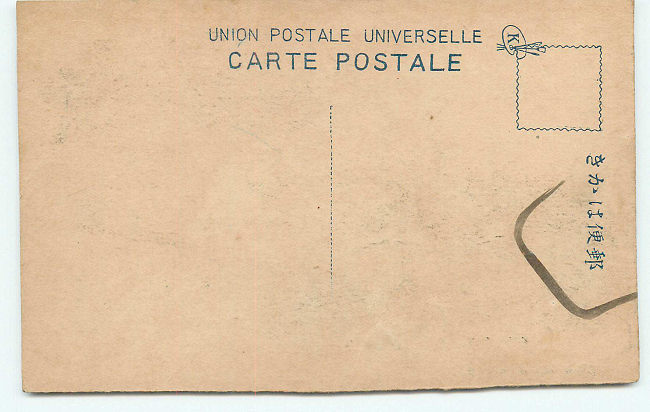 UNION POSTALE UNIVERSELLE
CARTE POSTALE
K
郵便はかき